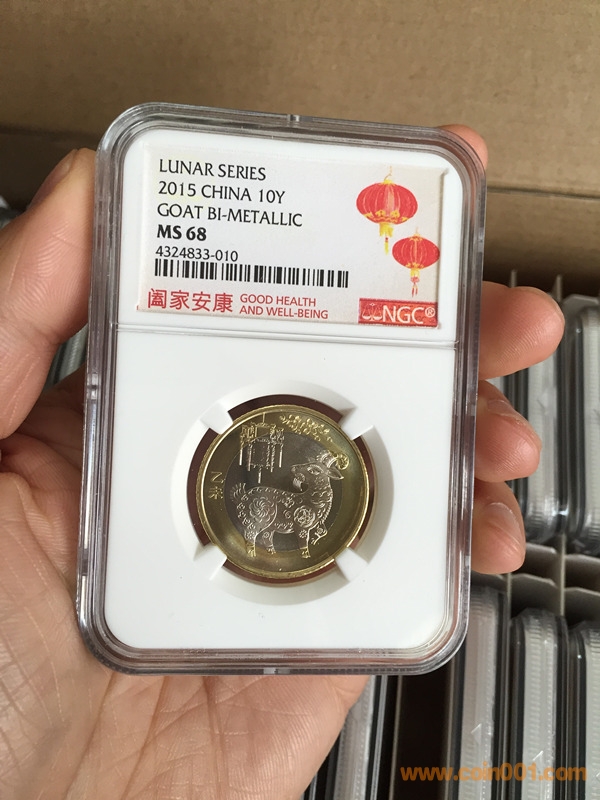 LUNAR SERIES
2015 CHINA 10Y
GOAT BI-METALLIC
MS 68
4324833-010
阖家安康 GOOD HEALTH
AND WELL-BEING
NGC®
www.coin001.com